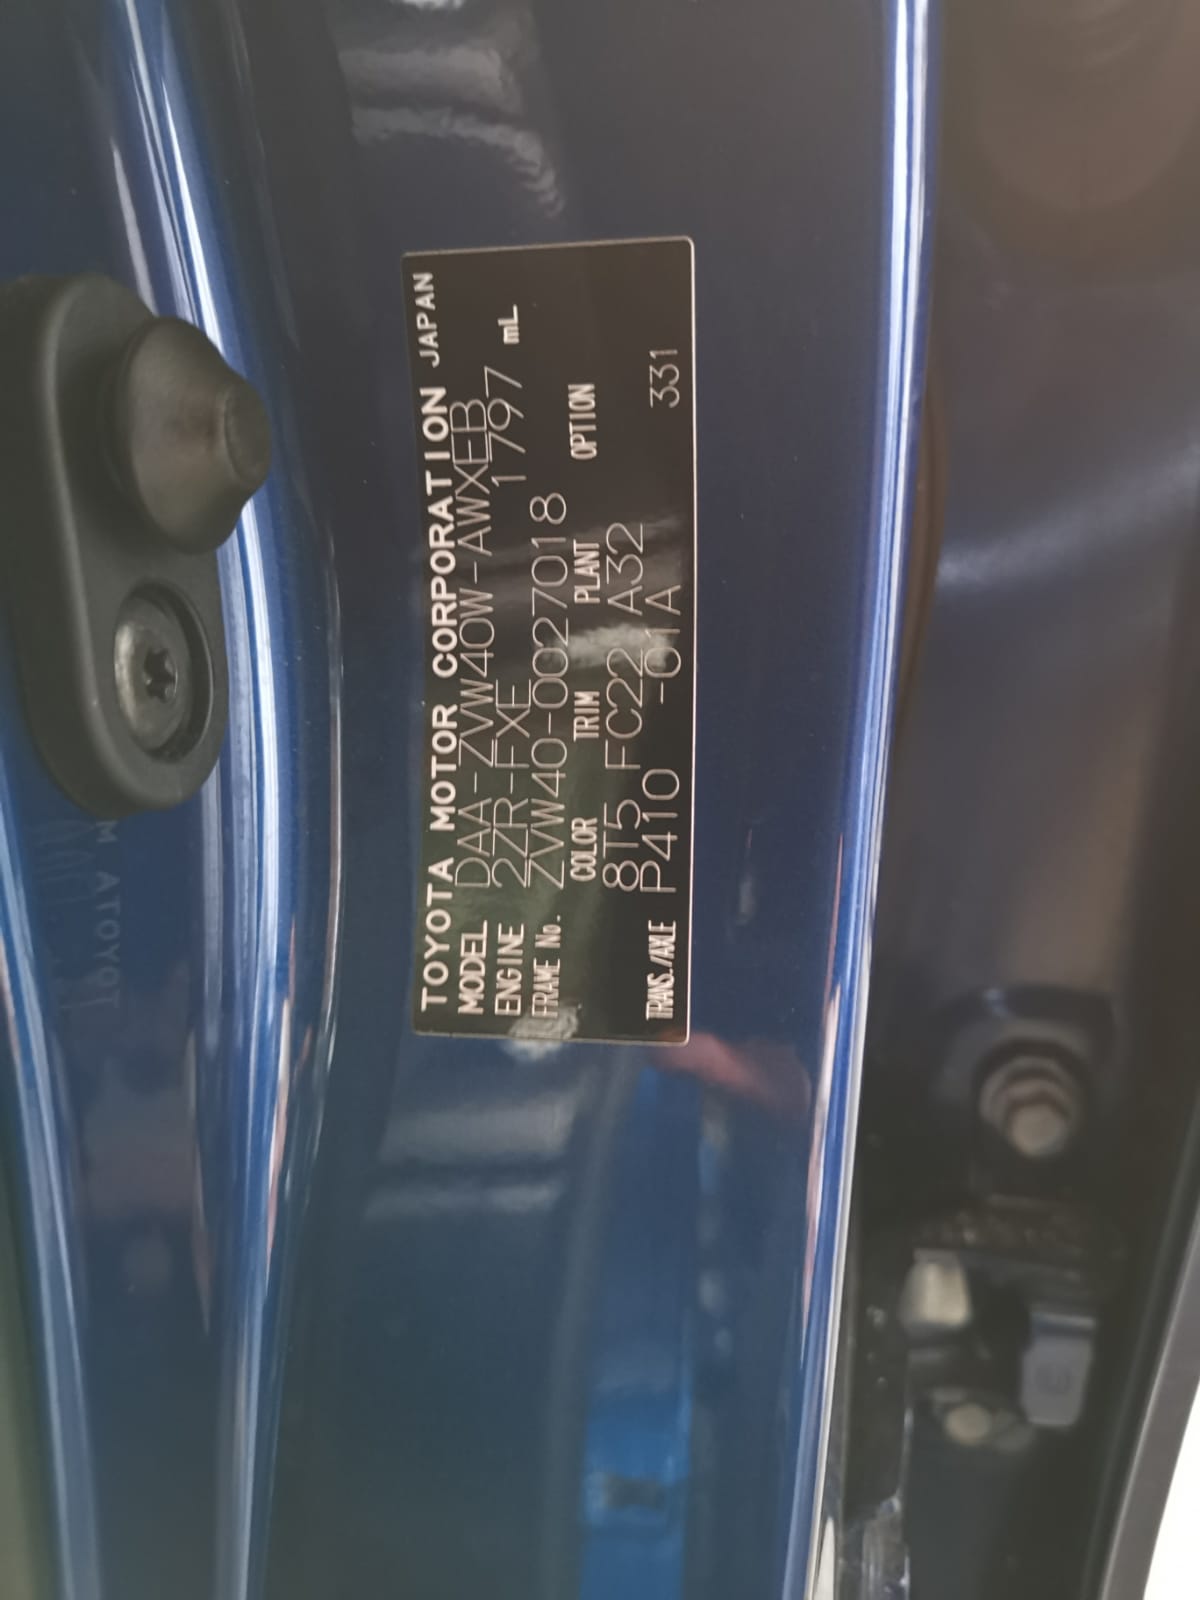 TOYOTA MOTOR CORPORATION JAPAN
MODEL DAA-ZVW40W-AWXEB
ENGINE 2ZR-FXE 1797 mL
FRAME No. ZVW40-0027018
COLOR TRIM PLANT OPTION
8T5 FC22 A32
TRANS./AXLE P410 -01A 331